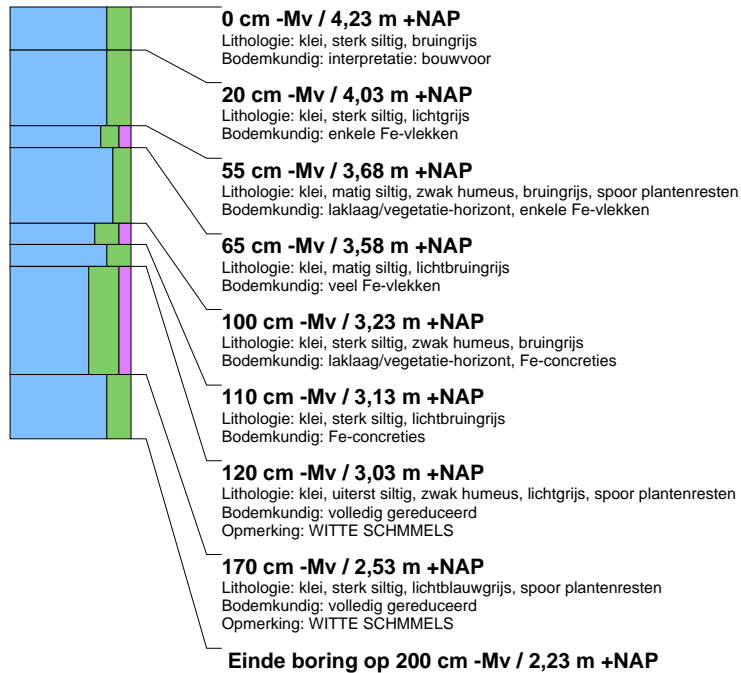 0 cm -Mv / 4,23 m +NAP
Lithologie: klei, sterk siltig, bruingrijs
Bodemkundig: interpretatie: bouwvoor
20 cm -Mv / 4,03 m +NAP
Lithologie: klei, sterk siltig, lichtgrijs
Bodemkundig: enkele Fe-vlekken
55 cm -Mv / 3,68 m +NAP
Lithologie: klei, matig siltig, zwak humeus, bruingrijs, spoor plantenresten
Bodemkundig: laklaag/vegetatie-horizont, enkele Fe-vlekken
65 cm -Mv / 3,58 m +NAP
Lithologie: klei, matig siltig, lichtbruingrijs
Bodemkundig: veel Fe-vlekken
100 cm -Mv / 3,23 m +NAP
Lithologie: klei, sterk siltig, zwak humeus, bruingrijs
Bodemkundig: laklaag/vegetatie-horizont, Fe-concreties
110 cm -Mv / 3,13 m +NAP
Lithologie: klei, sterk siltig, lichtbruingrijs
Bodemkundig: Fe-concreties
120 cm -Mv / 3,03 m +NAP
Lithologie: klei, uiterst siltig, zwak humeus, lichtgrijs, spoor plantenresten
Bodemkundig: volledig gereduceerd
Opmerking: WITTE SCHMMELS
170 cm -Mv / 2,53 m +NAP
Lithologie: klei, sterk siltig, lichtblauwgrijs, spoor plantenresten
Bodemkundig: volledig gereduceerd
Opmerking: WITTE SCHMMELS
Einde boring op 200 cm -Mv / 2,23 m +NAP